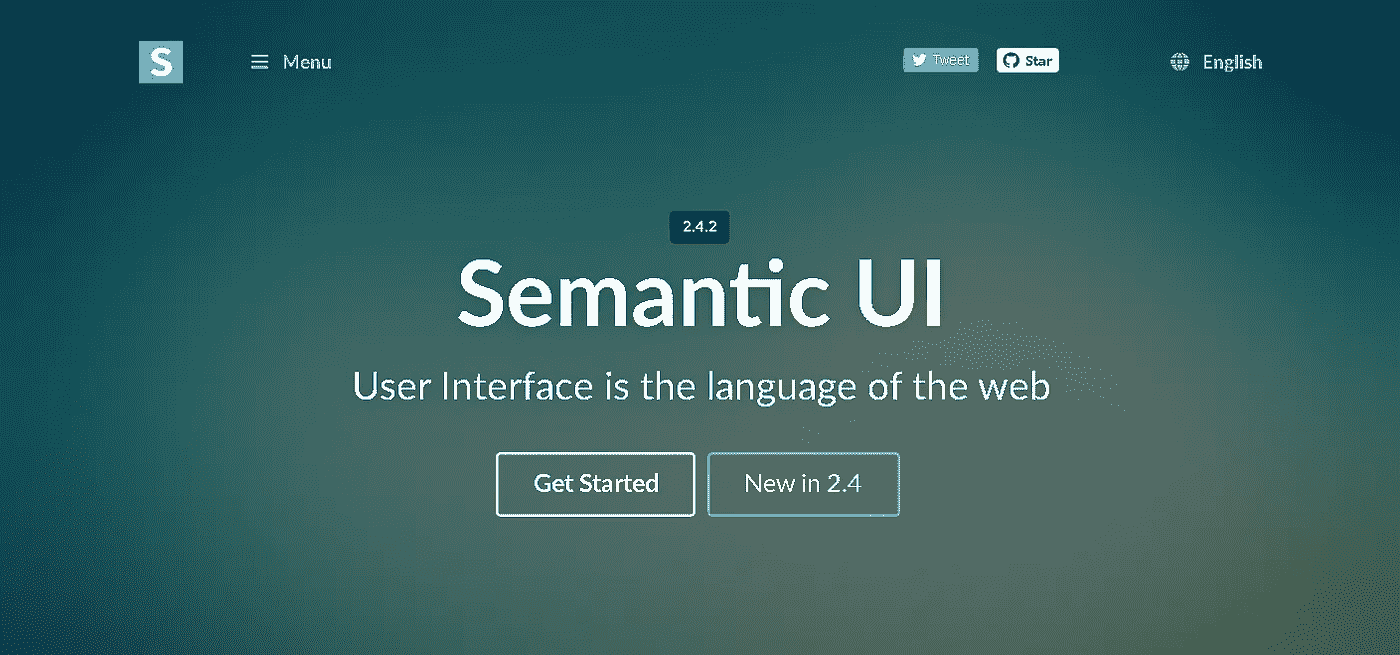 S
Menu
Tweet
Star
English
2.4.2
Semantic UI
User Interface is the language of the web
Get Started
New in 2.4